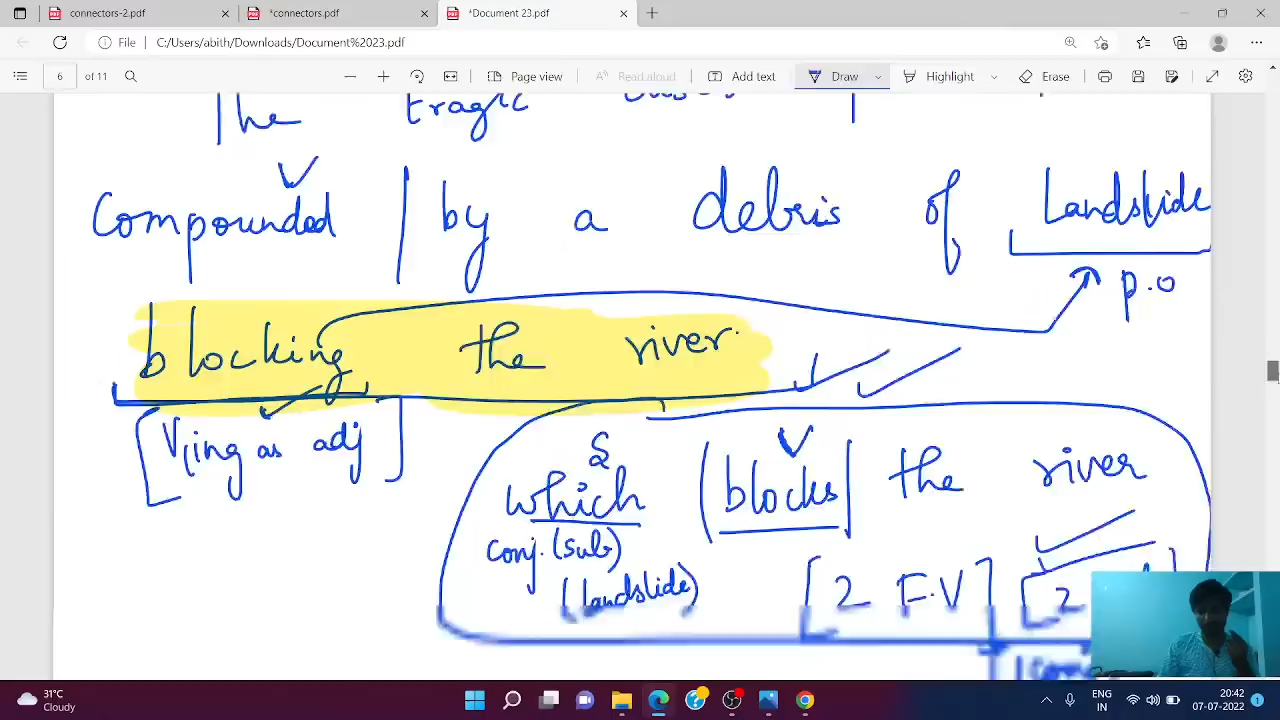 connectors-2.pdf *connectors.pdf *Document 23.pdf
File C:/Users/abith/Downloads/Document%2023.pdf
6 of 11 Page view Read aloud Add text Draw Highlight Erase
The tragic
Compounded | by a debris of Landslide
p.o
blocking the river.
[V1ing as adj]
S V
which (blocks| the river
conj.(sub)
(landslide) [2 F.V] [2
31°C
Cloudy
ENG
IN
20:42
07-07-2022